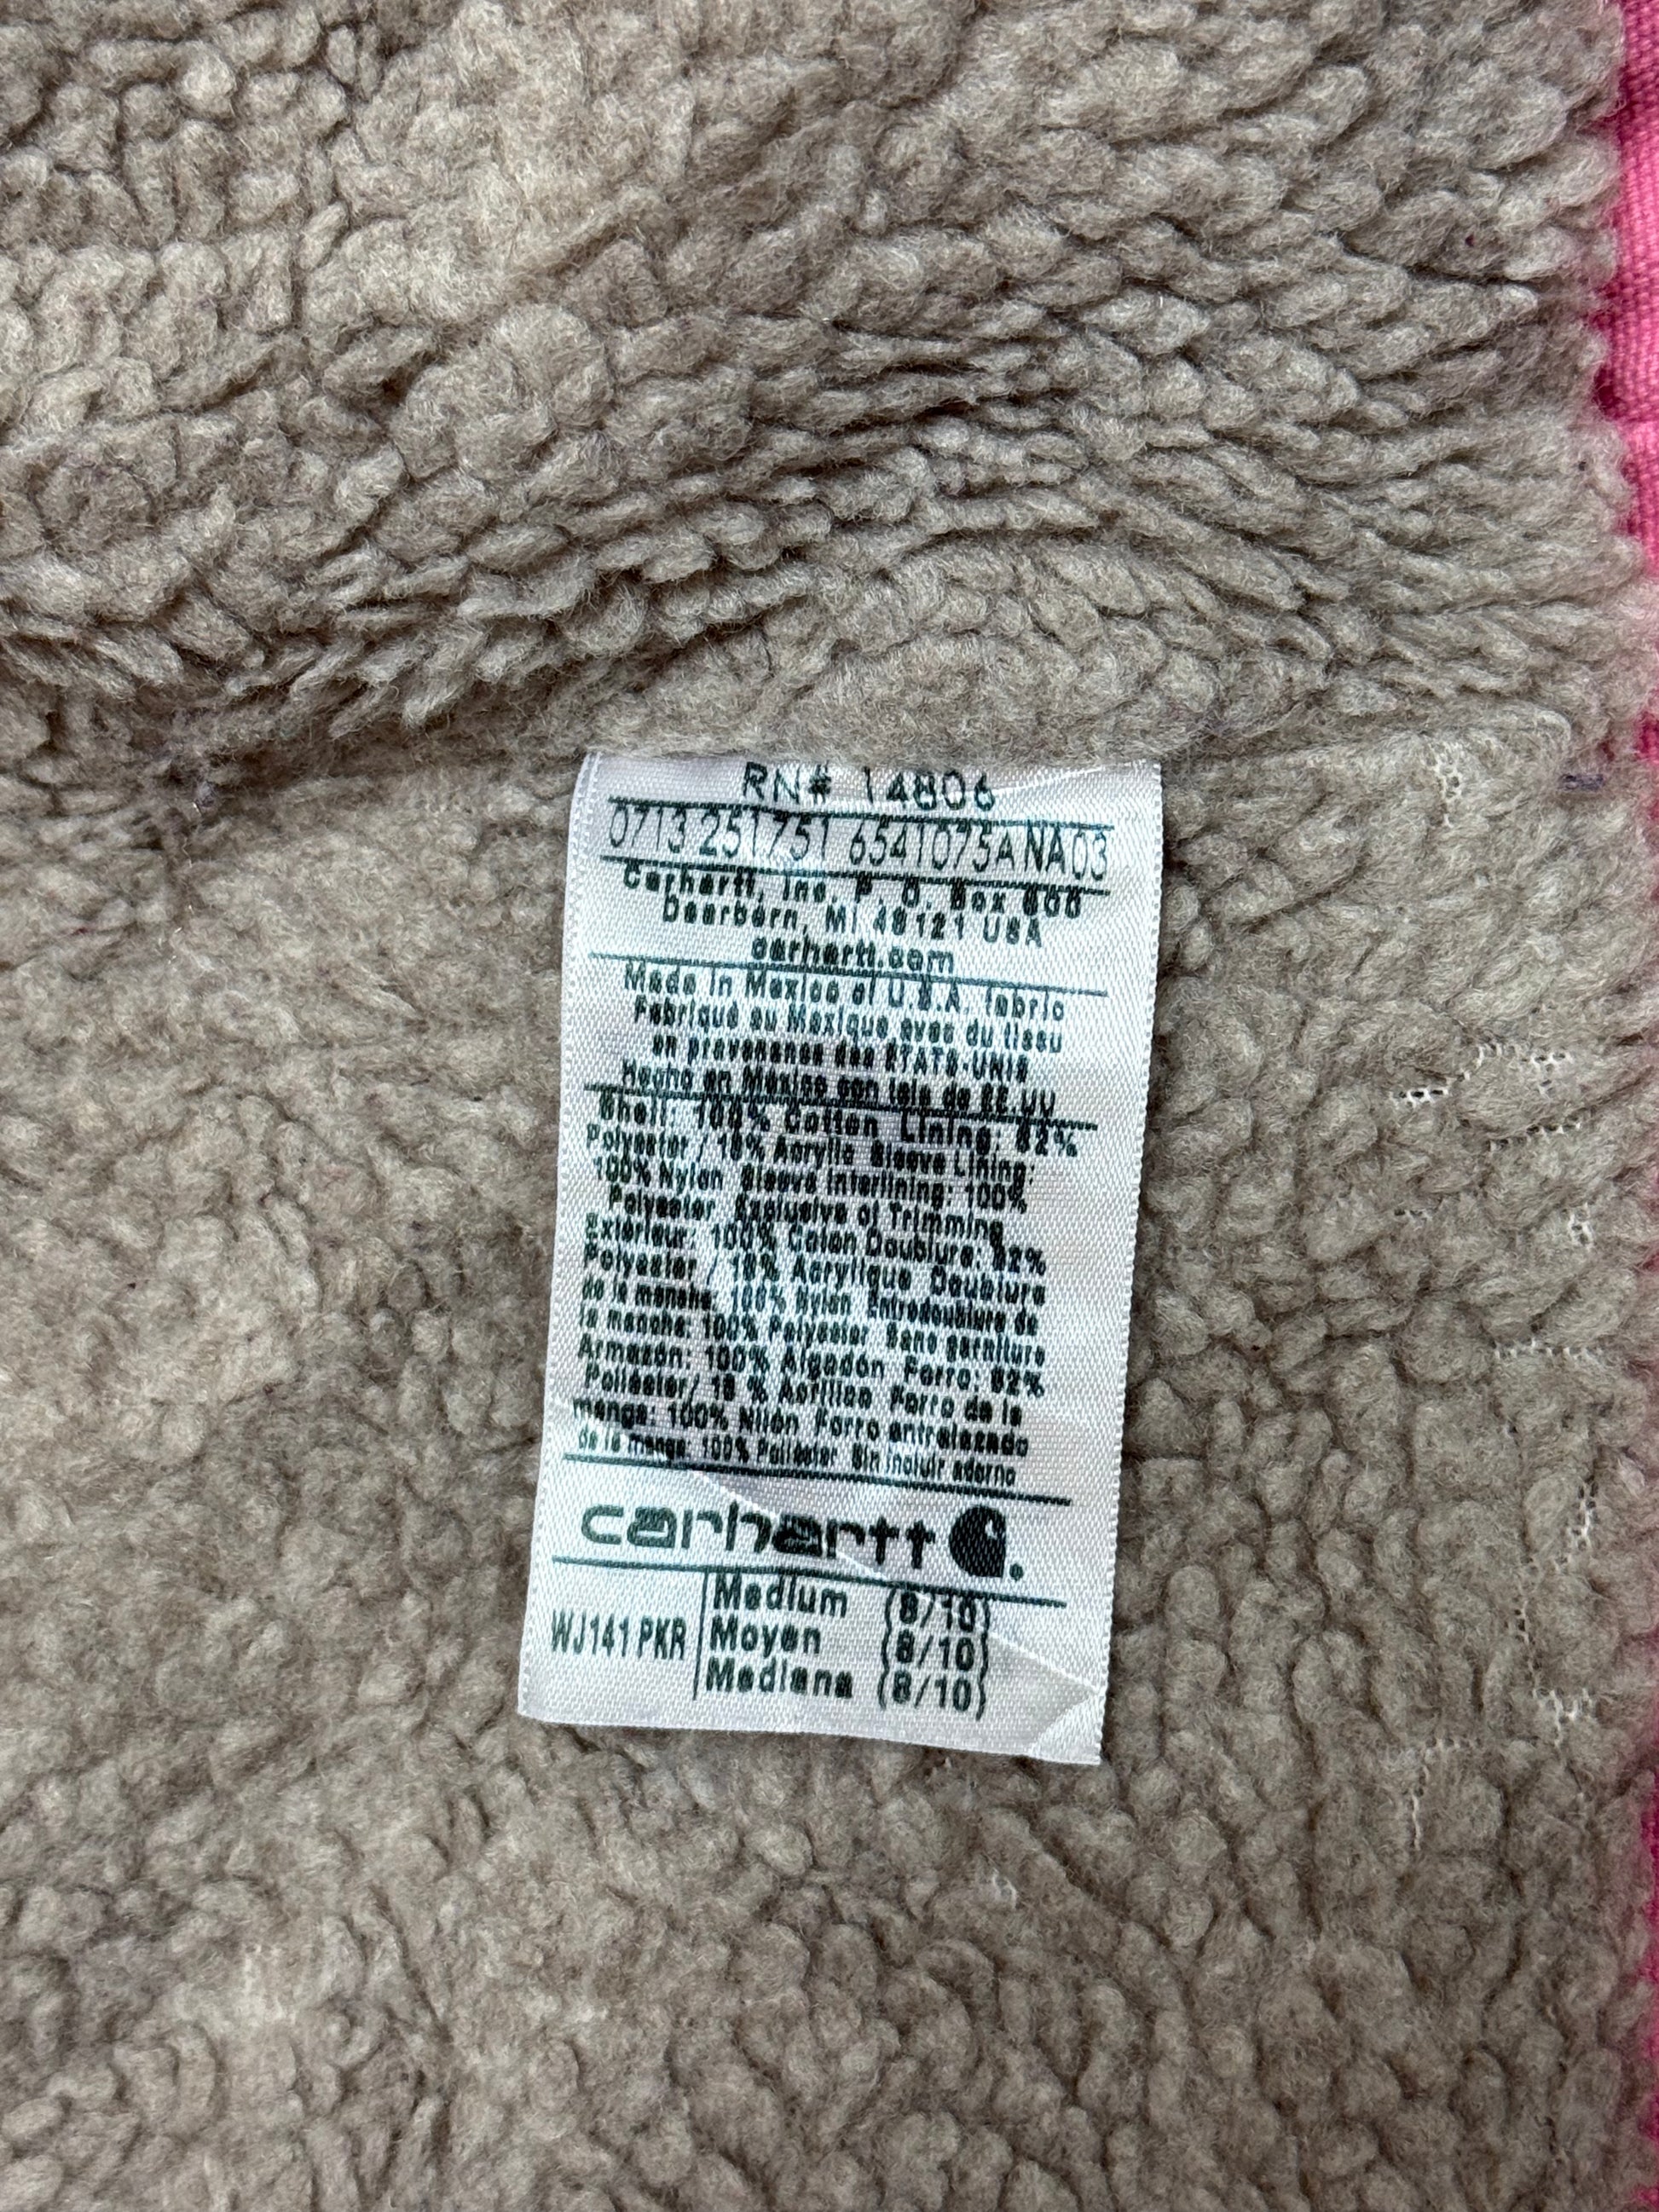 RN# 14806
0713 251751 6541075A NA03
Carhartt, Inc. P. O. Box 600
Dearborn, MI 48121 USA
carhartt.com
Made in Mexico of U.S.A. fabric
Fabriqué au Mexique avec du tissu
en provenance des ÉTATS-UNIS
Hecho en México con tela de EE.UU
Shell: 100% Cotton Lining: 82%
Polyester / 18% Acrylic Sleeve Lining:
100% Nylon Sleeve Interlining: 100%
Polyester Exclusive of Trimming
Extérieur: 100% Coton Doublure: 82%
Polyester / 18% Acrylique Doublure
de la manche: 100% Nylon Entredoublure de
la manche: 100% Polyester Sans garniture
Armazón: 100% Algodón Forro: 82%
Poliéster/ 18 % Acrílico Forro de la
manga: 100% Nilón Forro entrelazado
de la manga: 100% Poliéster Sin incluir adorno
carhartt
WJ141 PKR
Medium (8/10)
Moyen (8/10)
Mediana (8/10)